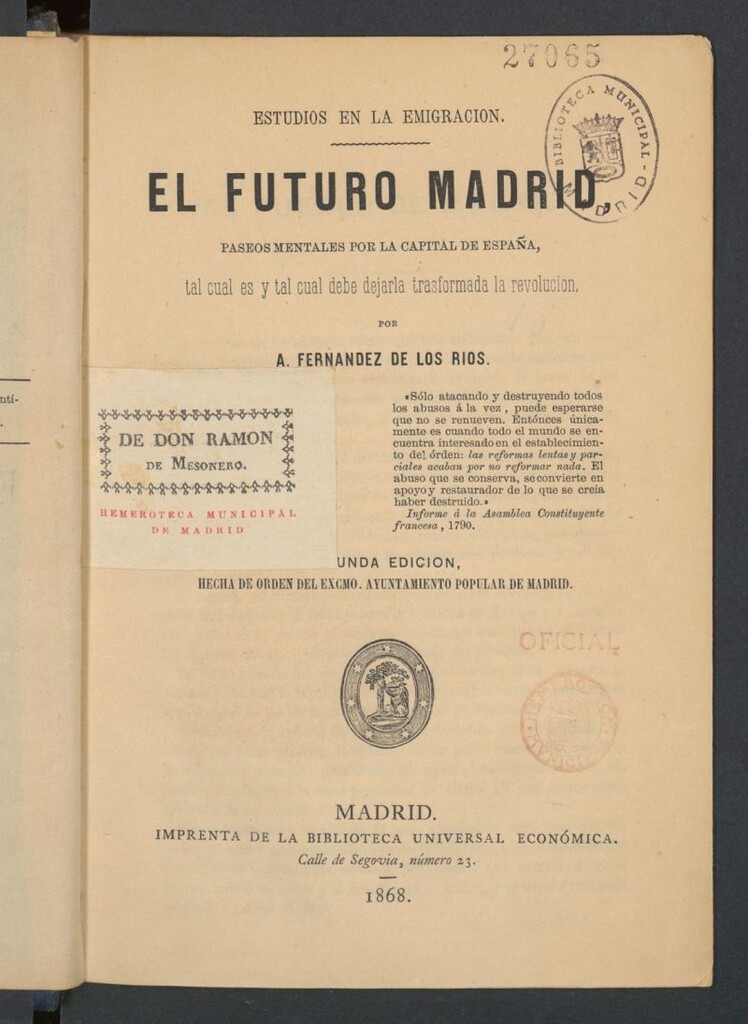 27065
BIBLIOTECA MUNICIPAL - MADRID
ESTUDIOS EN LA EMIGRACION.
EL FUTURO MADRID,
PASEOS MENTALES POR LA CAPITAL DE ESPAÑA,
tal cual es y tal cual debe dejarla trasformada la revolucion,
POR
A. FERNANDEZ DE LOS RIOS.
«Sólo atacando y destruyendo todos
los abusos á la vez, puede esperarse
que no se renueven. Entónces única-
mente es cuando todo el mundo se en-
cuentra interesado en el establecimien-
to del órden: las reformas lentas y par-
ciales acaban por no reformar nada. El
abuso que se conserva, se convierte en
apoyo y restaurador de lo que se creia
haber destruido.»
Informe á la Asamblea Constituyente
francesa, 1790.
DE DON RAMON
DE MESONERO.
HEMEROTECA MUNICIPAL
DE MADRID
UNDA EDICION,
HECHA DE ORDEN DEL EXCMO. AYUNTAMIENTO POPULAR DE MADRID.
OFICIAL
HEMEROTECA
MADRID.
IMPRENTA DE LA BIBLIOTECA UNIVERSAL ECONÓMICA.
Calle de Segovia, número 23.
1868.